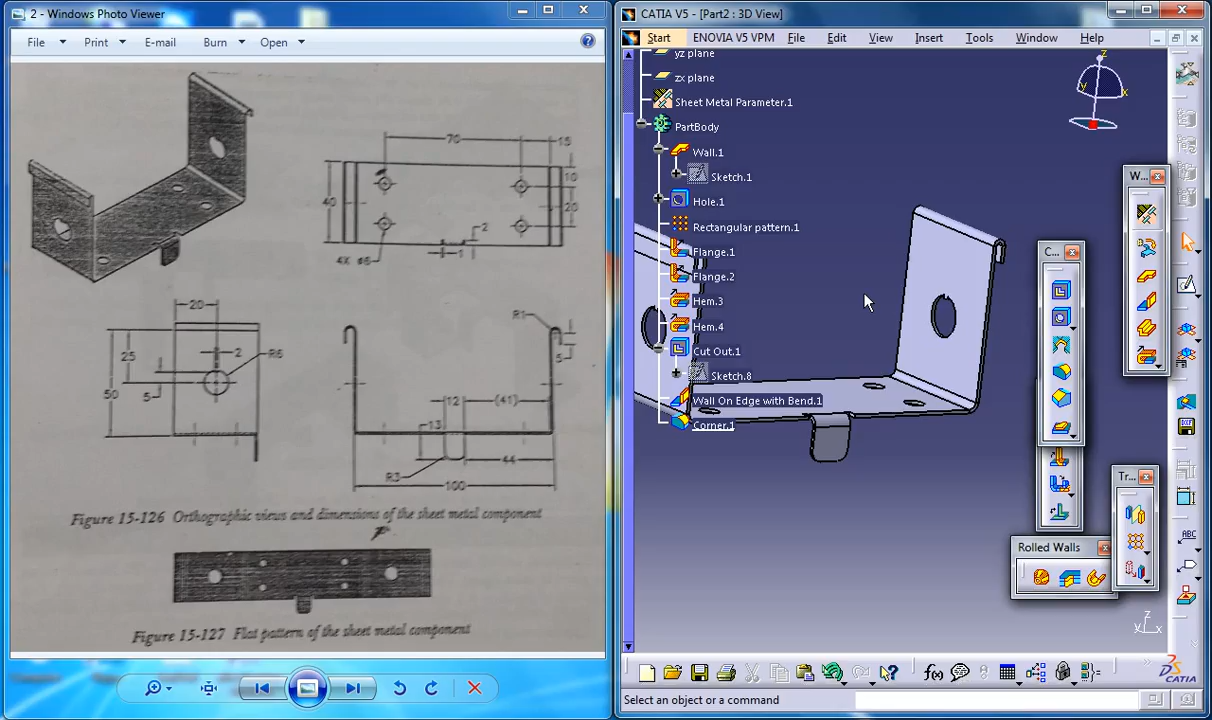 2 - Windows Photo Viewer
File Print E-mail Burn Open
70
15
10
40
20
2
4X ø6
1
20
R1
25
2
R6
5
50
5
12
(41)
13
44
R3
100
Figure 15-126 Orthographic views and dimensions of the sheet metal component
Figure 15-127 Flat pattern of the sheet metal component
CATIA V5 - [Part2 : 3D View]
Start ENOVIA V5 VPM File Edit View Insert Tools Window Help
yz plane
zx plane
Sheet Metal Parameter.1
PartBody
Wall.1
Sketch.1
Hole.1
Rectangular pattern.1
Flange.1
Flange.2
Hem.3
Hem.4
Cut Out.1
Sketch.8
Wall On Edge with Bend.1
Corner.1
z
y x
W...
C...
Tr...
Rolled Walls
ABC
z
y x
f(x)
CATIA
Select an object or a command